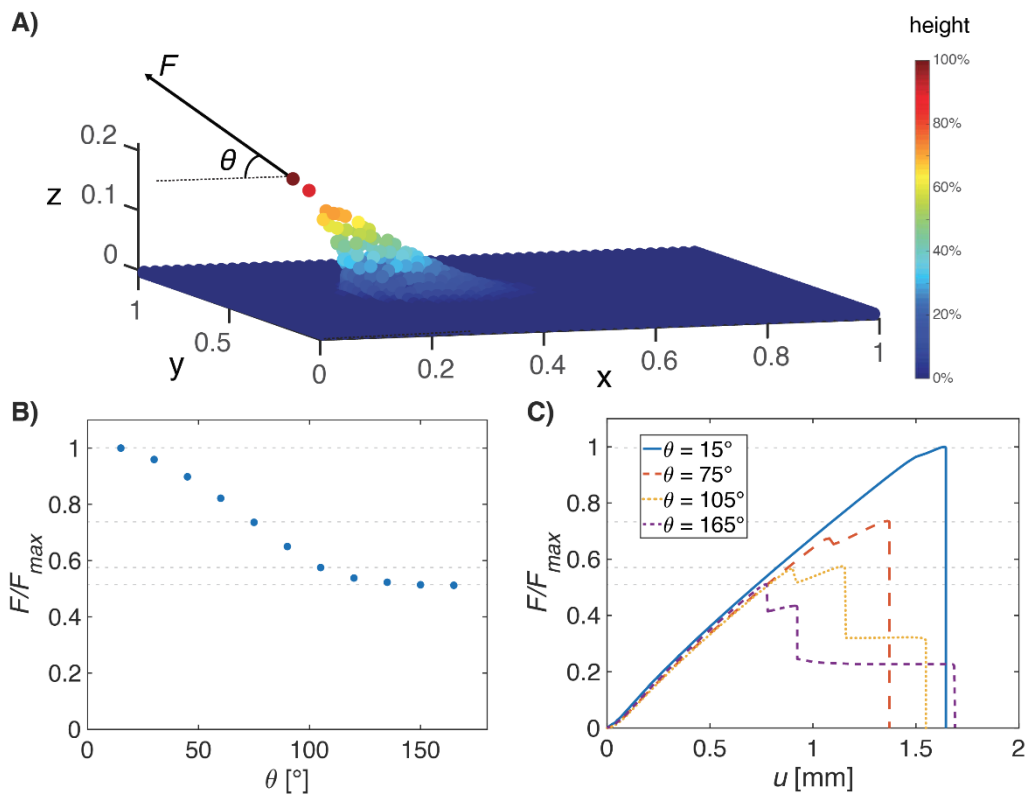 A)
height
F
θ
100%
80%
60%
40%
20%
0%
z
0.2
0.1
0
y
1
0.5
x
0
0.2
0.4
0.6
0.8
1
B)
F/Fmax
1
0.8
0.6
0.4
0.2
0
0
50
100
150
θ [°]
C)
F/Fmax
1
0.8
0.6
0.4
0.2
0
θ = 15°
θ = 75°
θ = 105°
θ = 165°
0
0.5
1
1.5
2
u [mm]